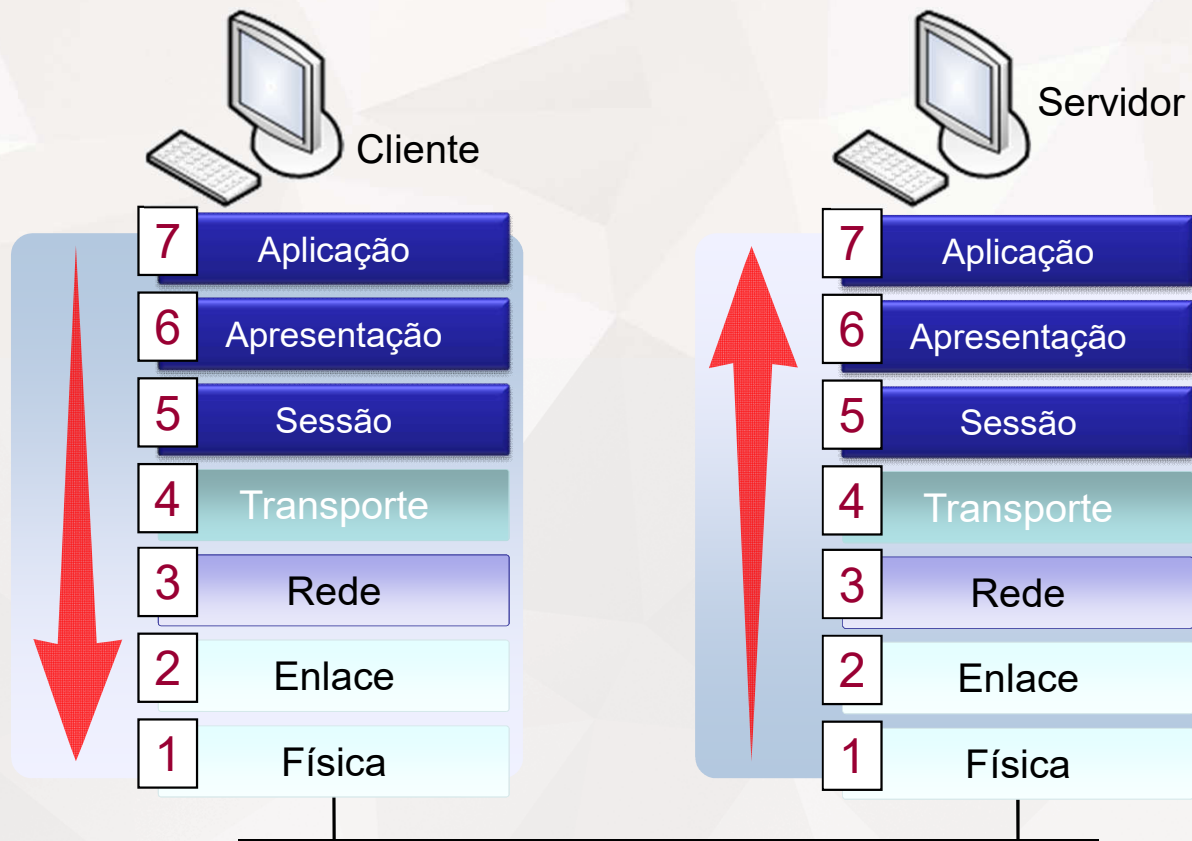 Cliente
7 Aplicação
6 Apresentação
5 Sessão
4 Transporte
3 Rede
2 Enlace
1 Física
Servidor
7 Aplicação
6 Apresentação
5 Sessão
4 Transporte
3 Rede
2 Enlace
1 Física